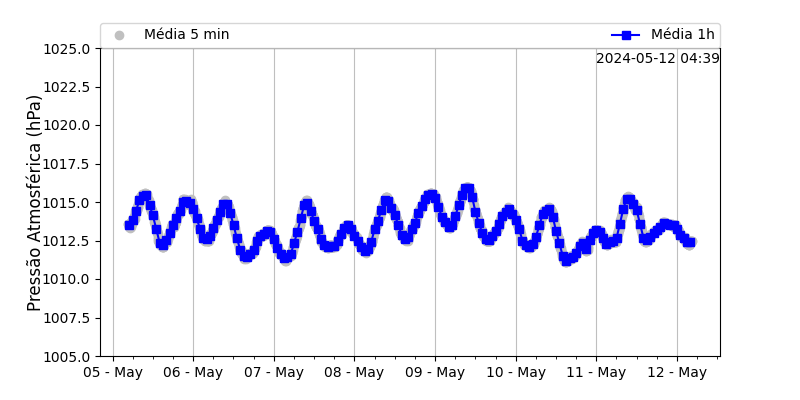 Média 5 min
Média 1h
2024-05-12 04:39
Pressão Atmosférica (hPa)
1025.0
1022.5
1020.0
1017.5
1015.0
1012.5
1010.0
1007.5
1005.0
05 - May
06 - May
07 - May
08 - May
09 - May
10 - May
11 - May
12 - May